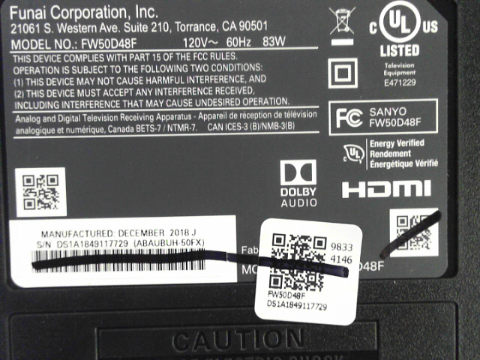 Funai Corporation, Inc.
21061 S. Western Ave. Suite 210, Torrance, CA 90501
MODEL NO.: FW50D48F 120V~ 60Hz 83W
THIS DEVICE COMPLIES WITH PART 15 OF THE FCC RULES.
OPERATION IS SUBJECT TO THE FOLLOWING TWO CONDITIONS:
(1) THIS DEVICE MAY NOT CAUSE HARMFUL INTERFERENCE, AND
(2) THIS DEVICE MUST ACCEPT ANY INTERFERENCE RECEIVED,
INCLUDING INTERFERENCE THAT MAY CAUSE UNDESIRED OPERATION.
Analog and Digital Television Receiving Apparatus - Appareil de réception de télévision
analogique et numérique, Canada BETS-7 / NTMR-7. CAN ICES-3 (B)/NMB-3(B)
c UL US
LISTED
Television
Equipment
E471229
FC SANYO
FW50D48F
c UL
Energy Verified
Rendement
Énergétique Vérifié
DOLBY
AUDIO
HDMI
MANUFACTURED: DECEMBER 2018 J
S/N DS1A1849117729 (ABAUBUH-50FX)
Fab
MO
D48F
9833
4146
FW50D48F
DS1A1849117729
CAUTION